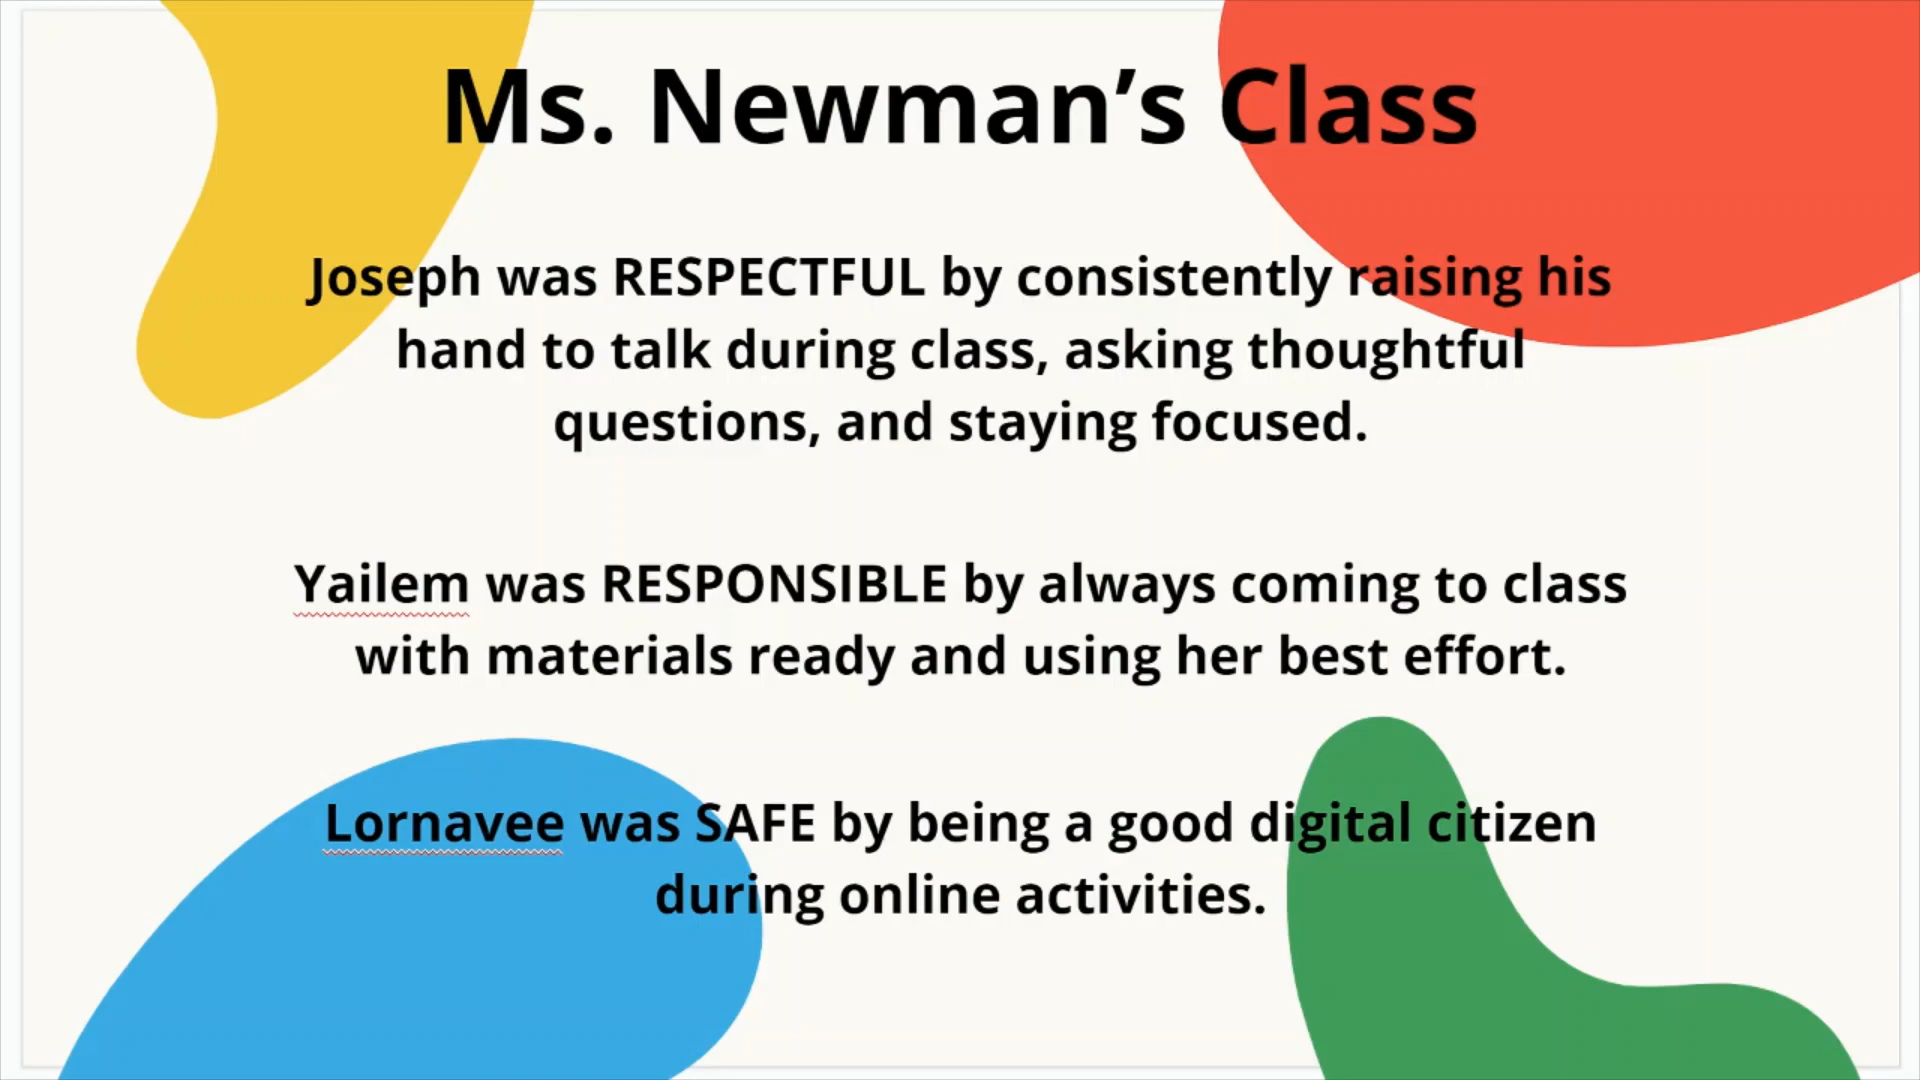 Ms. Newman’s Class
Joseph was RESPECTFUL by consistently raising his
hand to talk during class, asking thoughtful
questions, and staying focused.
Yailem was RESPONSIBLE by always coming to class
with materials ready and using her best effort.
Lornavee was SAFE by being a good digital citizen
during online activities.